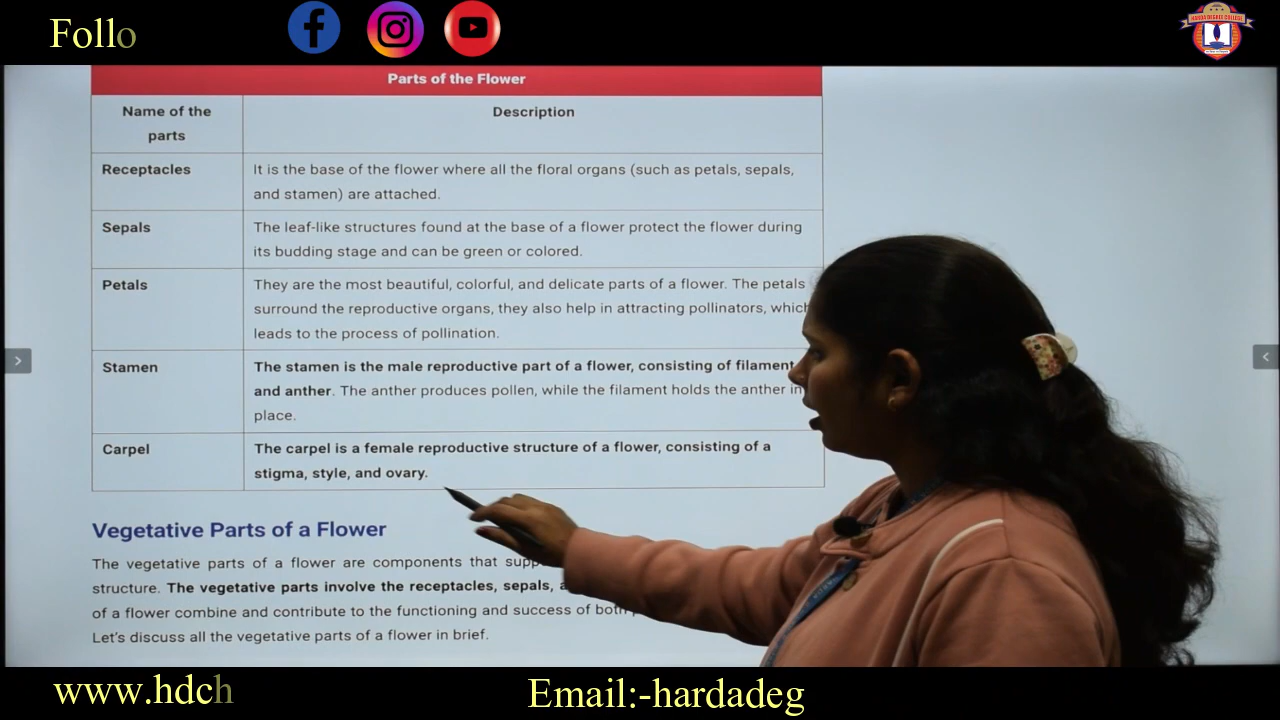 Follo
HARDA DEGREE COLLEGE
Parts of the Flower
Name of the parts
Description
Receptacles
It is the base of the flower where all the floral organs (such as petals, sepals,
and stamen) are attached.
Sepals
The leaf-like structures found at the base of a flower protect the flower during
its budding stage and can be green or colored.
Petals
They are the most beautiful, colorful, and delicate parts of a flower. The petals
surround the reproductive organs, they also help in attracting pollinators, which
leads to the process of pollination.
Stamen
The stamen is the male reproductive part of a flower, consisting of filament
and anther. The anther produces pollen, while the filament holds the anther in
place.
Carpel
The carpel is a female reproductive structure of a flower, consisting of a
stigma, style, and ovary.
Vegetative Parts of a Flower
The vegetative parts of a flower are components that supp
structure. The vegetative parts involve the receptacles, sepals,
of a flower combine and contribute to the functioning and success of both
Let's discuss all the vegetative parts of a flower in brief.
www.hdch
Email:-hardadeg